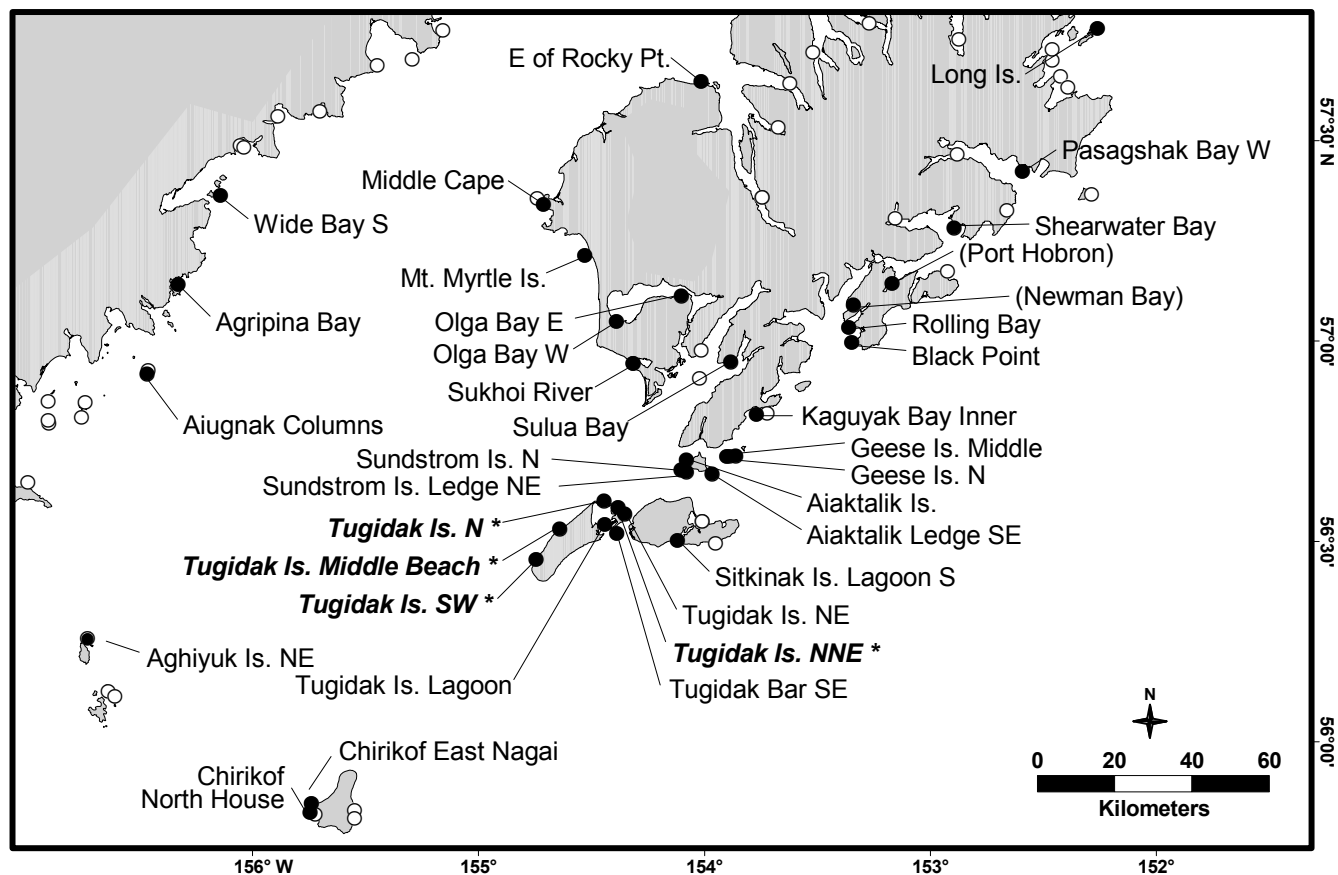 E of Rocky Pt.
Long Is.
57°30' N
Pasagshak Bay W
Middle Cape
Wide Bay S
Shearwater Bay
(Port Hobron)
Mt. Myrtle Is.
(Newman Bay)
Agripina Bay
Olga Bay E
Rolling Bay
57°00'
Olga Bay W
Black Point
Sukhoi River
Aiugnak Columns
Sulua Bay
Kaguyak Bay Inner
Geese Is. Middle
Sundstrom Is. N
Geese Is. N
Sundstrom Is. Ledge NE
Aiaktalik Is.
Tugidak Is. N *
Aiaktalik Ledge SE
56°30'
Tugidak Is. Middle Beach *
Sitkinak Is. Lagoon S
Tugidak Is. SW *
Tugidak Is. NE
Tugidak Is. NNE *
Aghiyuk Is. NE
Tugidak Is. Lagoon
Tugidak Bar SE
N
56°00'
Chirikof East Nagai
Chirikof
North House
0 20 40 60
Kilometers
156° W 155° 154° 153° 152°